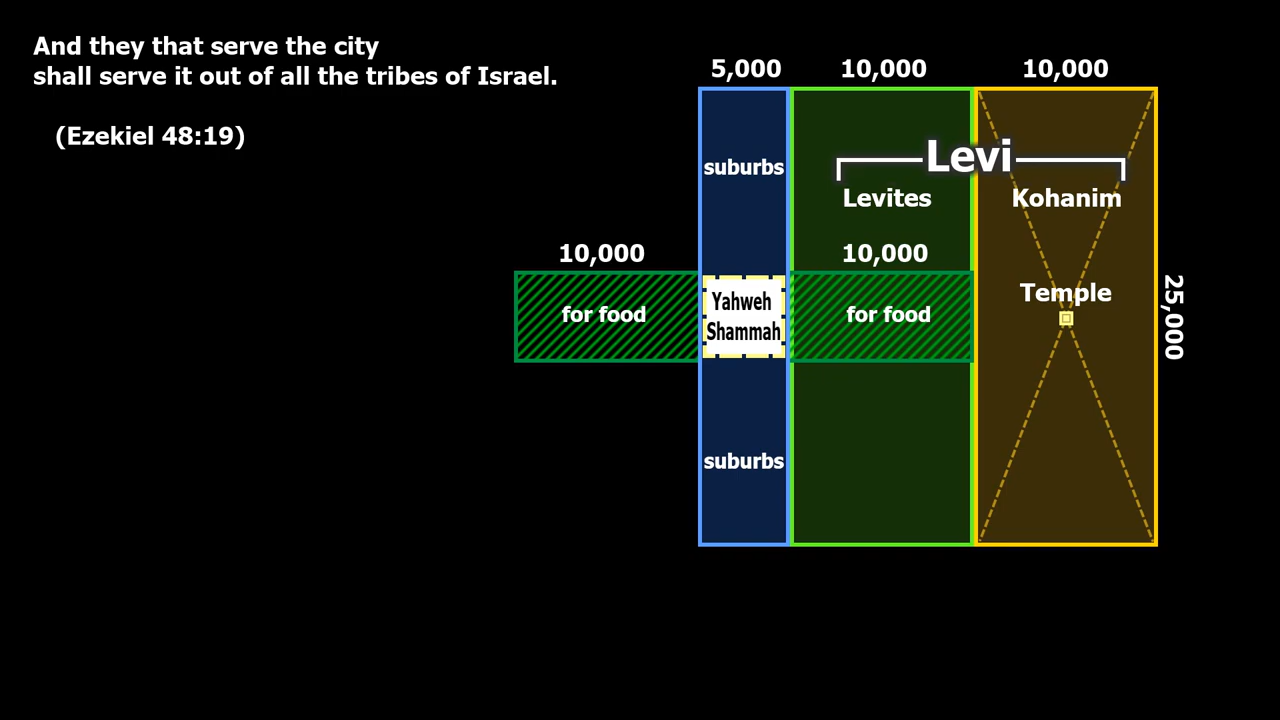 And they that serve the city
shall serve it out of all the tribes of Israel.
(Ezekiel 48:19)
5,000
10,000
10,000
suburbs
Levi
Levites
Kohanim
10,000
10,000
for food
Yahweh
Shammah
for food
Temple
25,000
suburbs